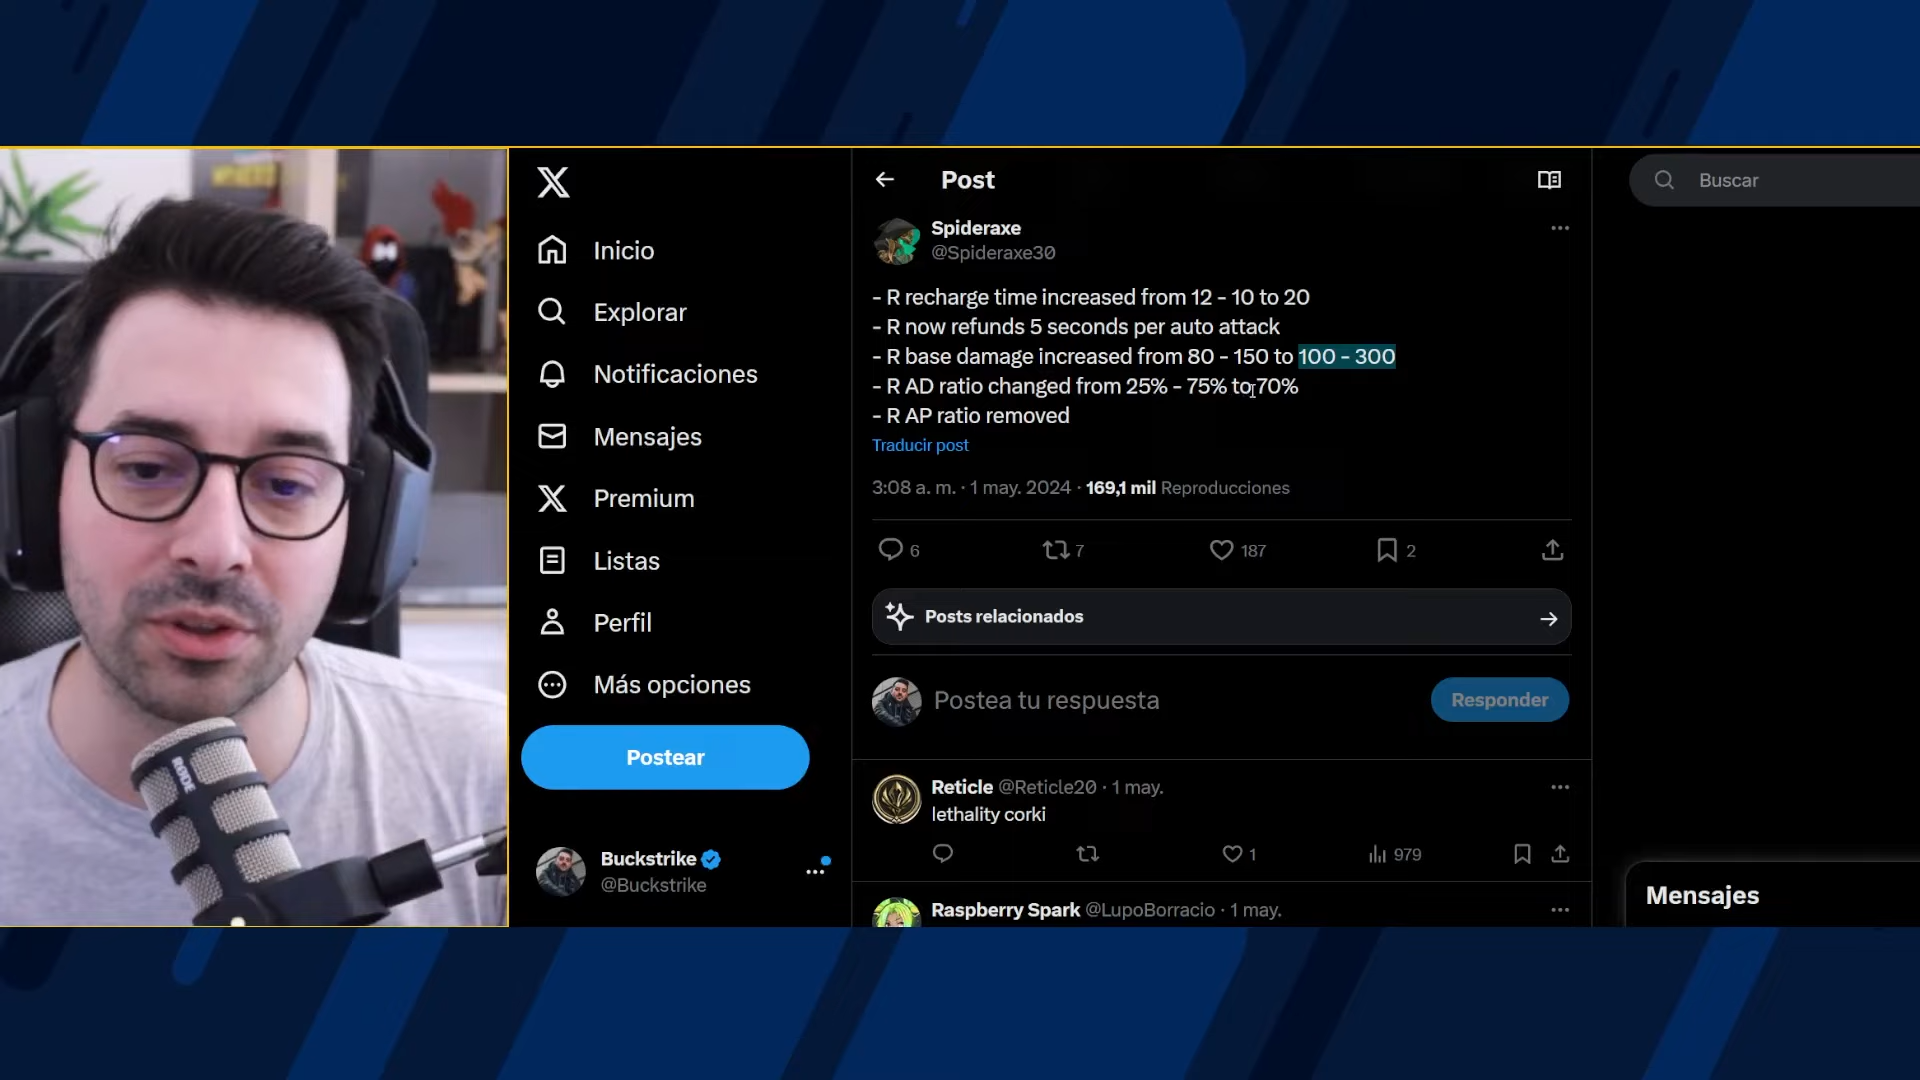 Inicio
Explorar
Notificaciones
Mensajes
Premium
Listas
Perfil
Más opciones
Postear
Buckstrike
@Buckstrike
Post
Spideraxe
@Spideraxe30
- R recharge time increased from 12 - 10 to 20
- R now refunds 5 seconds per auto attack
- R base damage increased from 80 - 150 to 100 - 300
- R AD ratio changed from 25% - 75% to 70%
- R AP ratio removed
Traducir post
3:08 a. m. · 1 may. 2024 · 169,1 mil Reproducciones
6 7 187 2
Posts relacionados
Postea tu respuesta
Responder
Reticle @Reticle20 · 1 may.
lethality corki
1 979
Raspberry Spark @LupoBorracio · 1 may.
Buscar
Mensajes
RODE